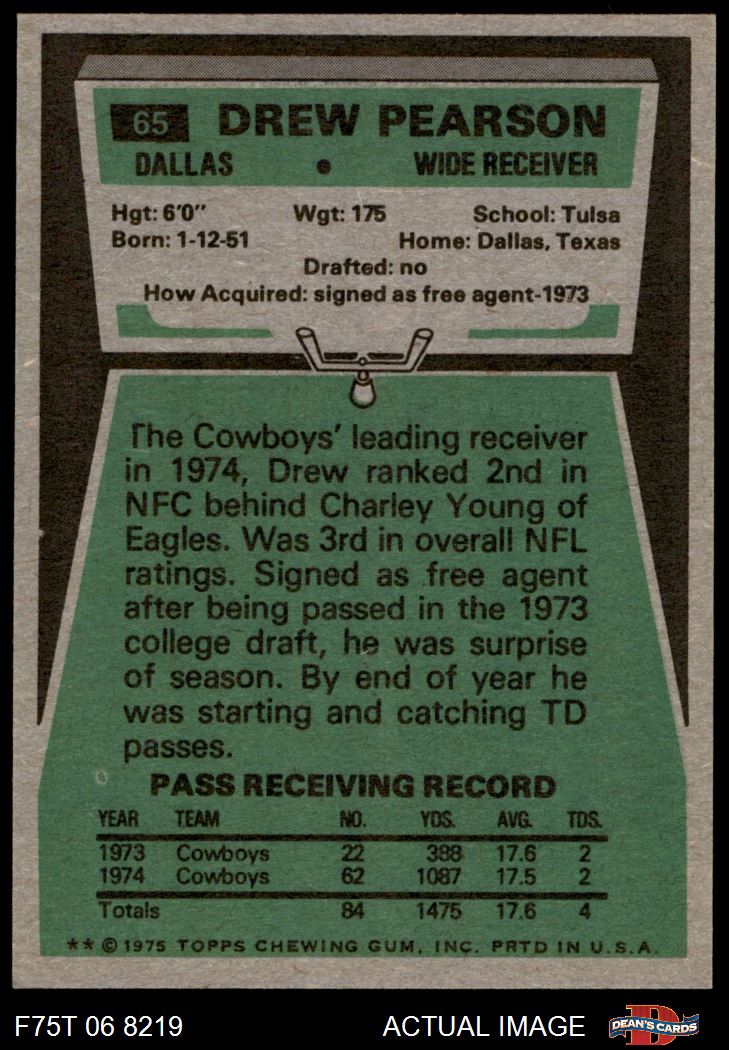 65 DREW PEARSON
DALLAS • WIDE RECEIVER
Hgt: 6'0" Wgt: 175 School: Tulsa
Born: 1-12-51 Home: Dallas, Texas
Drafted: no
How Acquired: signed as free agent-1973
The Cowboys' leading receiver
in 1974, Drew ranked 2nd in
NFC behind Charley Young of
Eagles. Was 3rd in overall NFL
ratings. Signed as free agent
after being passed in the 1973
college draft, he was surprise
of season. By end of year he
was starting and catching TD
passes.
PASS RECEIVING RECORD
YEAR TEAM NO. YDS. AVG. TDS.
1973 Cowboys 22 388 17.6 2
1974 Cowboys 62 1087 17.5 2
Totals 84 1475 17.6 4
** © 1975 TOPPS CHEWING GUM, INC. PRTD IN U.S.A.
F75T 06 8219 ACTUAL IMAGE D DEAN'S CARDS